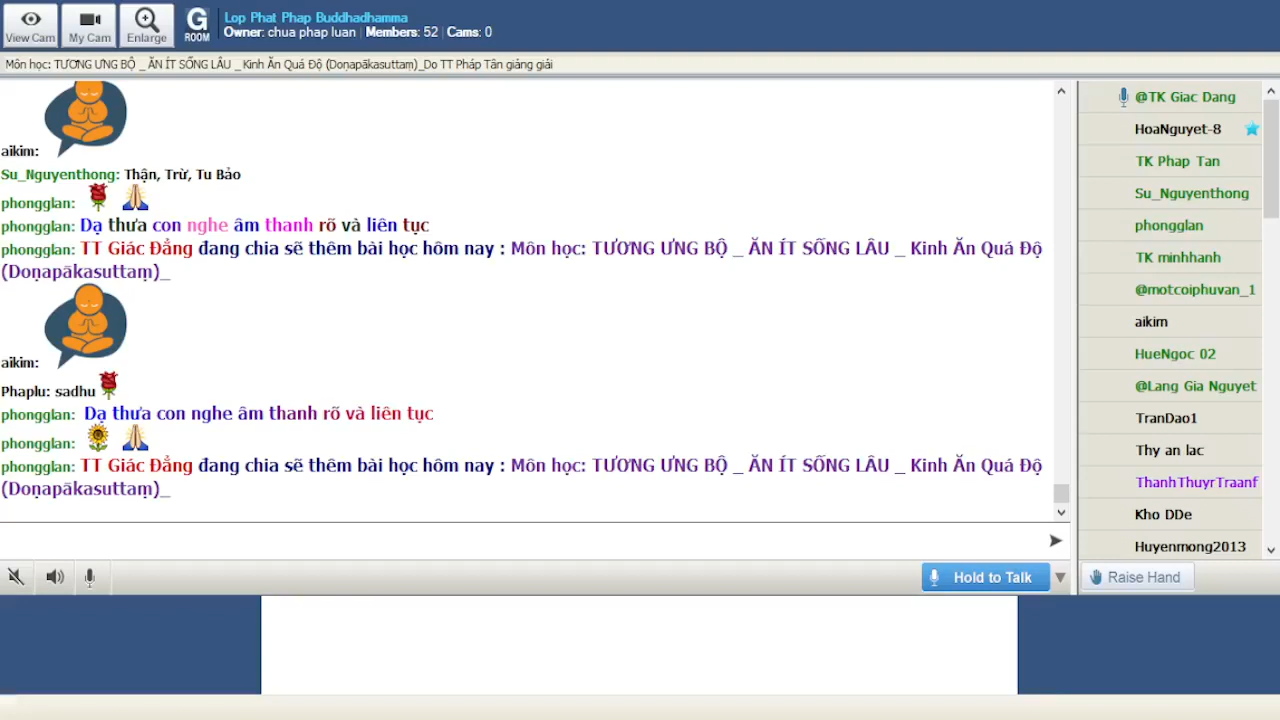 View Cam
My Cam
Enlarge
G
ROOM
Lop Phat Phap Buddhadhamma
Owner: chua phap luan | Members: 52 | Cams: 0
Môn học: TƯƠNG ƯNG BỘ _ ĂN ÍT SỐNG LÂU _ Kinh Ăn Quá Độ (Doṇapākasuttaṃ)_Do TT Pháp Tân giảng giải
aikim:
Su_Nguyenthong: Thận, Trừ, Tu Bảo
phongglan:
phongglan: Dạ thưa con nghe âm thanh rõ và liên tục
phongglan: TT Giác Đẳng đang chia sẽ thêm bài học hôm nay : Môn học: TƯƠNG ƯNG BỘ _ ĂN ÍT SỐNG LÂU _ Kinh Ăn Quá Độ
(Doṇapākasuttaṃ)_
aikim:
Phaplu: sadhu
phongglan: Dạ thưa con nghe âm thanh rõ và liên tục
phongglan:
phongglan: TT Giác Đẳng đang chia sẽ thêm bài học hôm nay : Môn học: TƯƠNG ƯNG BỘ _ ĂN ÍT SỐNG LÂU _ Kinh Ăn Quá Độ
(Doṇapākasuttaṃ)_
Hold to Talk
@TK Giac Dang
HoaNguyet-8
TK Phap Tan
Su_Nguyenthong
phongglan
TK minhhanh
@motcoiphuvan_1
aikim
HueNgoc 02
@Lang Gia Nguyet
TranDao1
Thy an lac
ThanhThuyrTraanf
Kho DDe
Huyenmong2013
Raise Hand